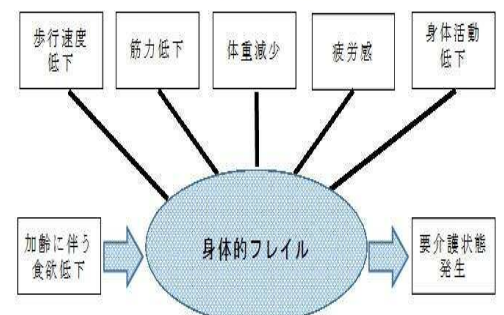 歩行速度
低下
筋力低下
体重減少
疲労感
身体活動
低下
加齢に伴う
食欲低下
身体的フレイル
要介護状態
発生